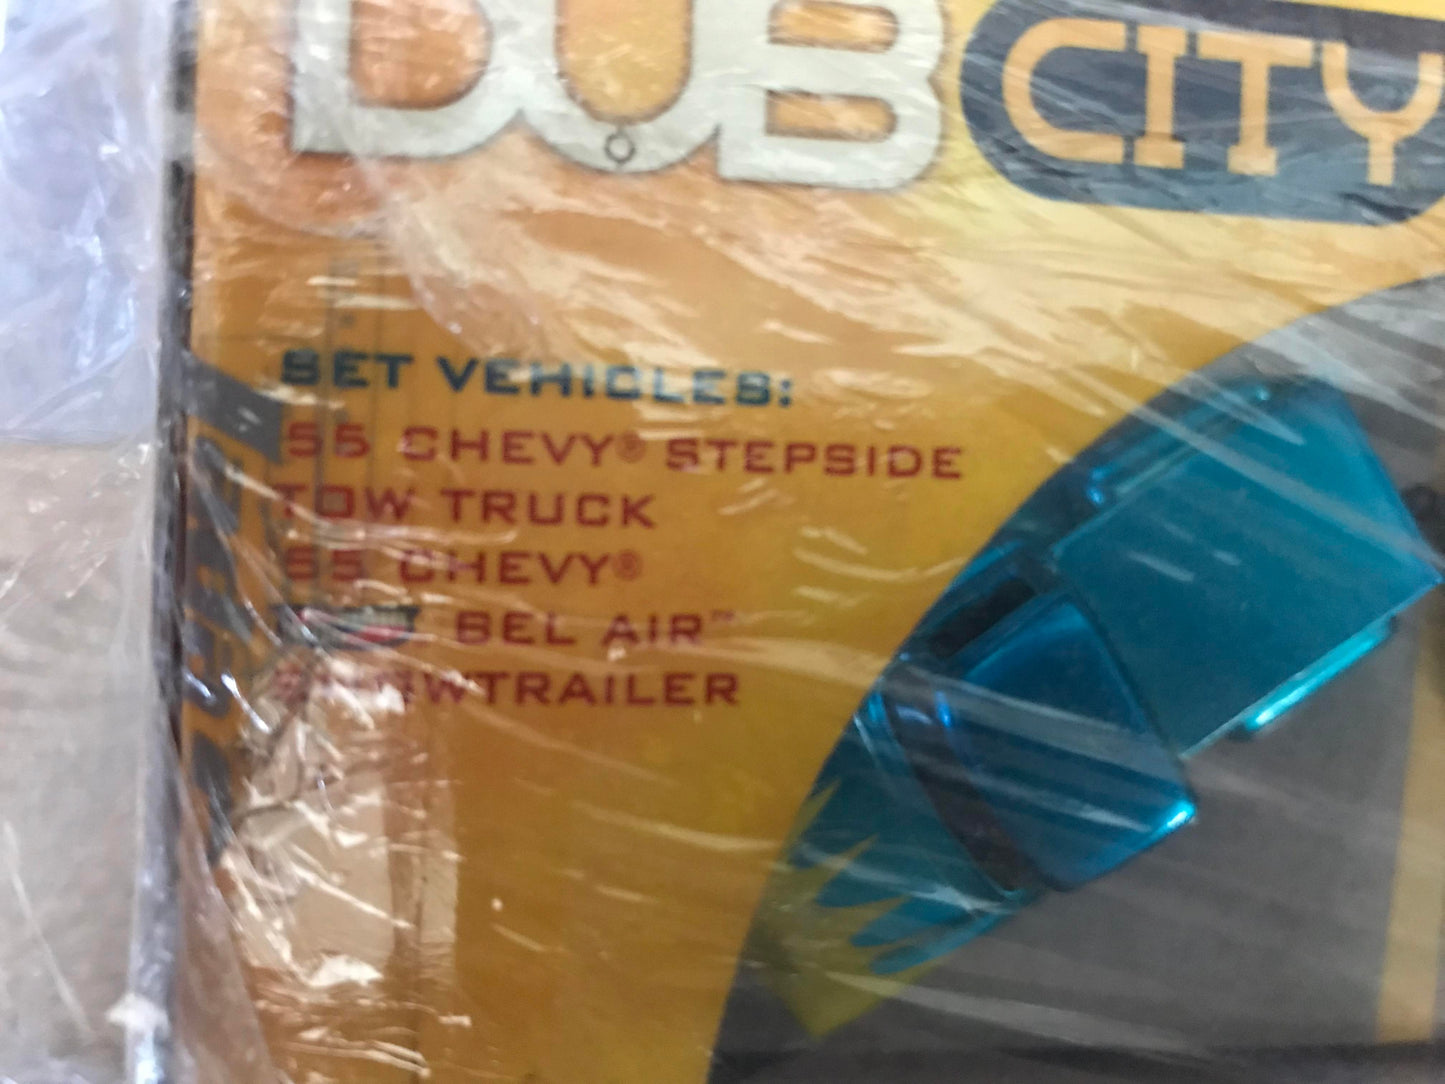 DUB CITY
SET VEHICLES:
55 CHEVY® STEPSIDE
TOW TRUCK
55 CHEVY®
BEL AIR™